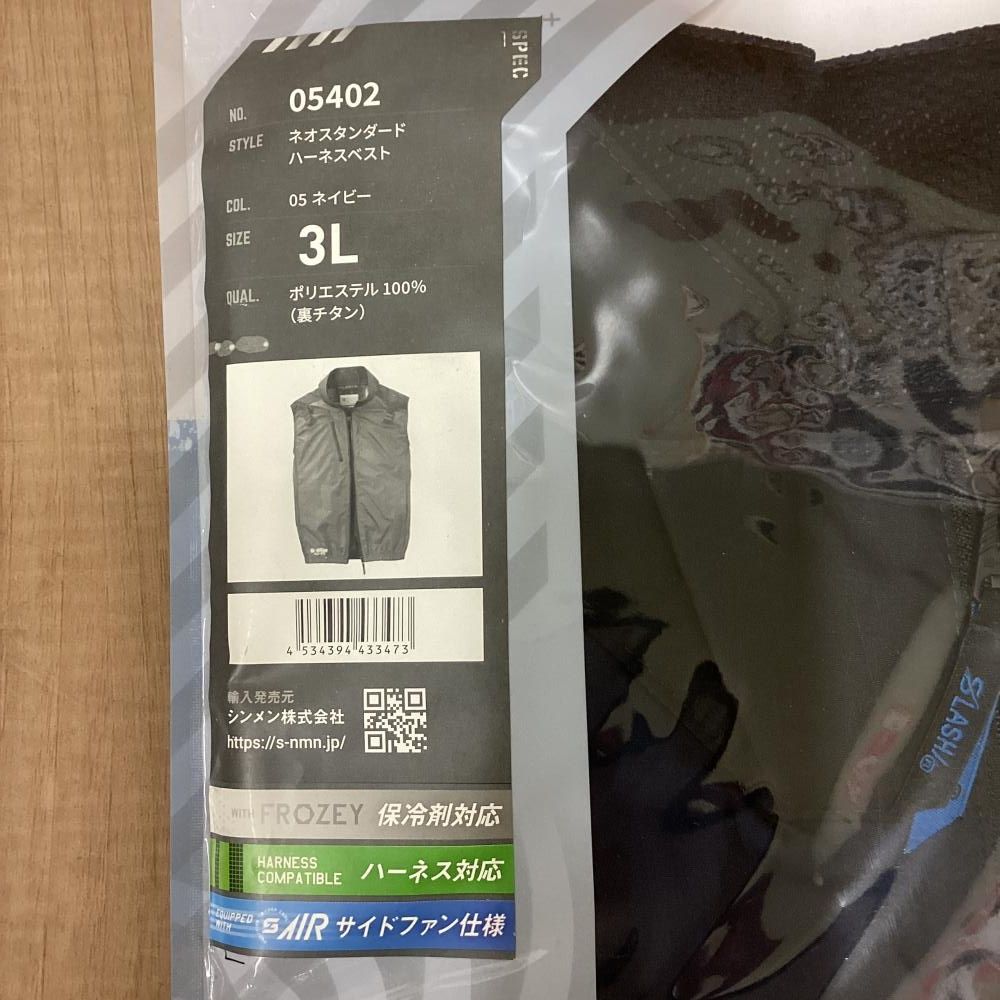 SPEC
NO. 05402
STYLE ネオスタンダード
ハーネスベスト
COL. 05 ネイビー
SIZE 3L
QUAL. ポリエステル 100%
（裏チタン）
4 534394 433473
輸入発売元
シンメン株式会社
https://s-nmn.jp/
WITH FROZEY 保冷剤対応
HARNESS
COMPATIBLE ハーネス対応
EQUIPPED
WITH S-AIR サイドファン仕様
SLASH